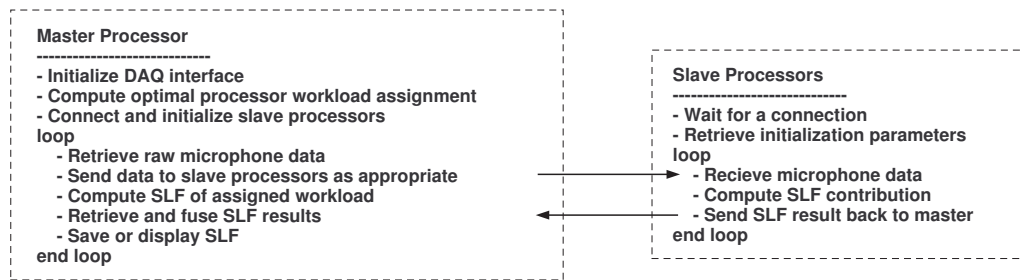 Master Processor
-----------------------------
- Initialize DAQ interface
- Compute optimal processor workload assignment
- Connect and initialize slave processors
loop
- Retrieve raw microphone data
- Send data to slave processors as appropriate
- Compute SLF of assigned workload
- Retrieve and fuse SLF results
- Save or display SLF
end loop
Slave Processors
-----------------------------
- Wait for a connection
- Retrieve initialization parameters
loop
- Recieve microphone data
- Compute SLF contribution
- Send SLF result back to master
end loop